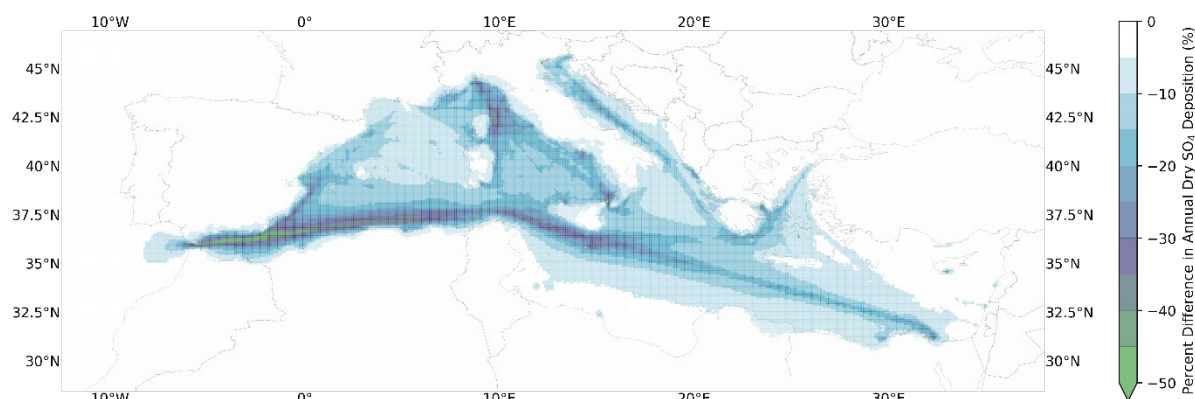 10°W 0° 10°E 20°E 30°E
45°N 45°N
42.5°N 42.5°N
40°N 40°N
37.5°N 37.5°N
35°N 35°N
32.5°N 32.5°N
30°N 30°N
10°W 0° 10°E 20°E 30°E
0
−10
−20
−30
−40
−50
Percent Difference in Annual Dry SO₄ Deposition (%)